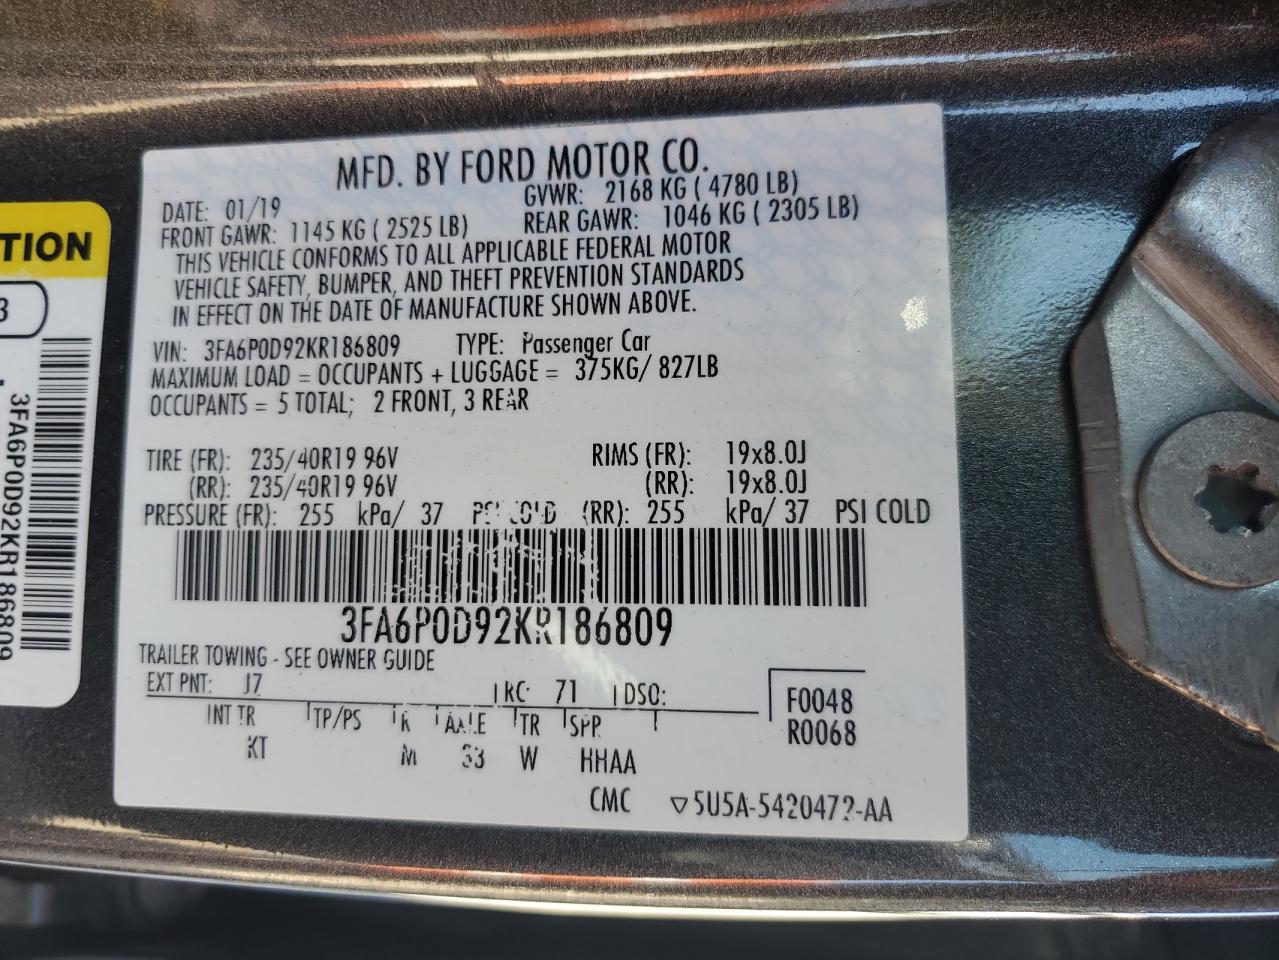 MFD. BY FORD MOTOR CO.
DATE: 01/19 GVWR: 2168 KG ( 4780 LB)
FRONT GAWR: 1145 KG ( 2525 LB) REAR GAWR: 1046 KG ( 2305 LB)
THIS VEHICLE CONFORMS TO ALL APPLICABLE FEDERAL MOTOR
VEHICLE SAFETY, BUMPER, AND THEFT PREVENTION STANDARDS
IN EFFECT ON THE DATE OF MANUFACTURE SHOWN ABOVE.
VIN: 3FA6P0D92KR186809 TYPE: Passenger Car
MAXIMUM LOAD = OCCUPANTS + LUGGAGE = 375KG/ 827LB
OCCUPANTS = 5 TOTAL; 2 FRONT, 3 REAR
TIRE (FR): 235/40R19 96V RIMS (FR): 19x8.0J
(RR): 235/40R19 96V (RR): 19x8.0J
PRESSURE (FR): 255 kPa/ 37 PSI COLD (RR): 255 kPa/ 37 PSI COLD
3FA6P0D92KR186809
TRAILER TOWING - SEE OWNER GUIDE
EXT PNT: J7 RC: 71 DSO: F0048
INT TR TP/PS R AXLE TR SPR R0068
KT M 33 W HHAA
CMC ▽5U5A-5420472-AA
TION
3
3FA6P0D92KR186809